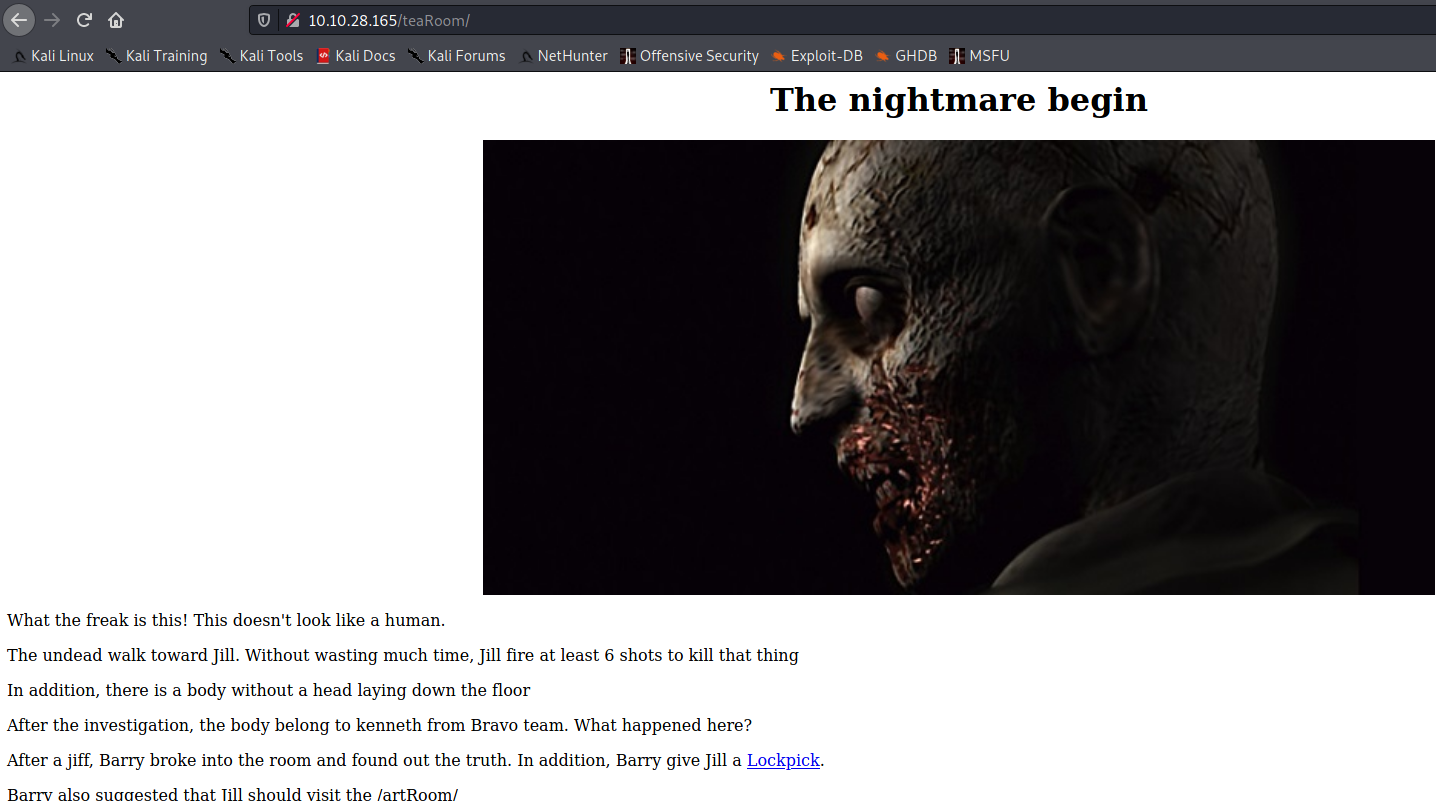 10.10.28.165/teaRoom/
Kali Linux Kali Training Kali Tools Kali Docs Kali Forums NetHunter Offensive Security Exploit-DB GHDB MSFU
The nightmare begin
What the freak is this! This doesn't look like a human.
The undead walk toward Jill. Without wasting much time, Jill fire at least 6 shots to kill that thing
In addition, there is a body without a head laying down the floor
After the investigation, the body belong to kenneth from Bravo team. What happened here?
After a jiff, Barry broke into the room and found out the truth. In addition, Barry give Jill a Lockpick.
Barry also suggested that Jill should visit the /artRoom/